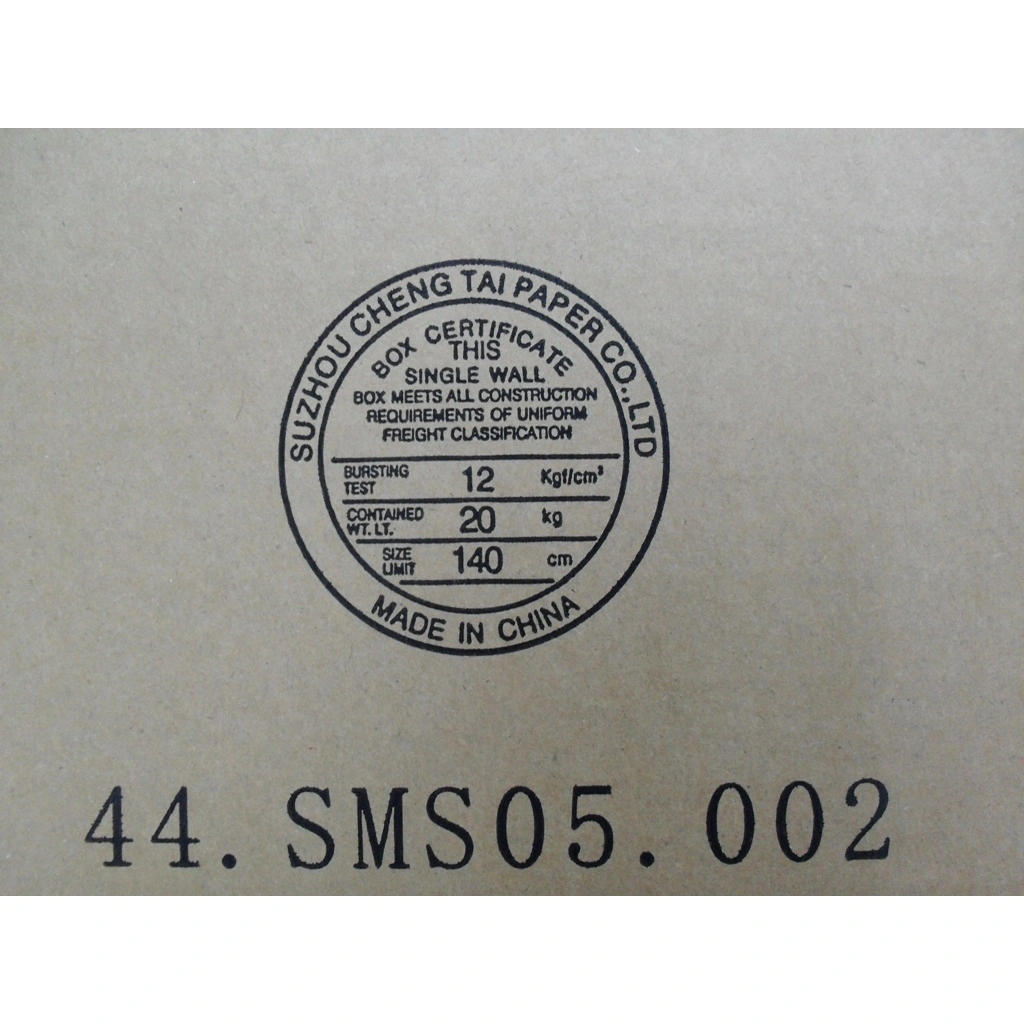 SUZHOU CHENG TAI PAPER CO.,LTD
BOX CERTIFICATE
THIS
SINGLE WALL
BOX MEETS ALL CONSTRUCTION
REQUIREMENTS OF UNIFORM
FREIGHT CLASSIFICATION
BURSTING TEST 12 Kgf/cm³
CONTAINED WT. LT. 20 kg
SIZE LIMIT 140 cm
MADE IN CHINA
44. SMS05. 002